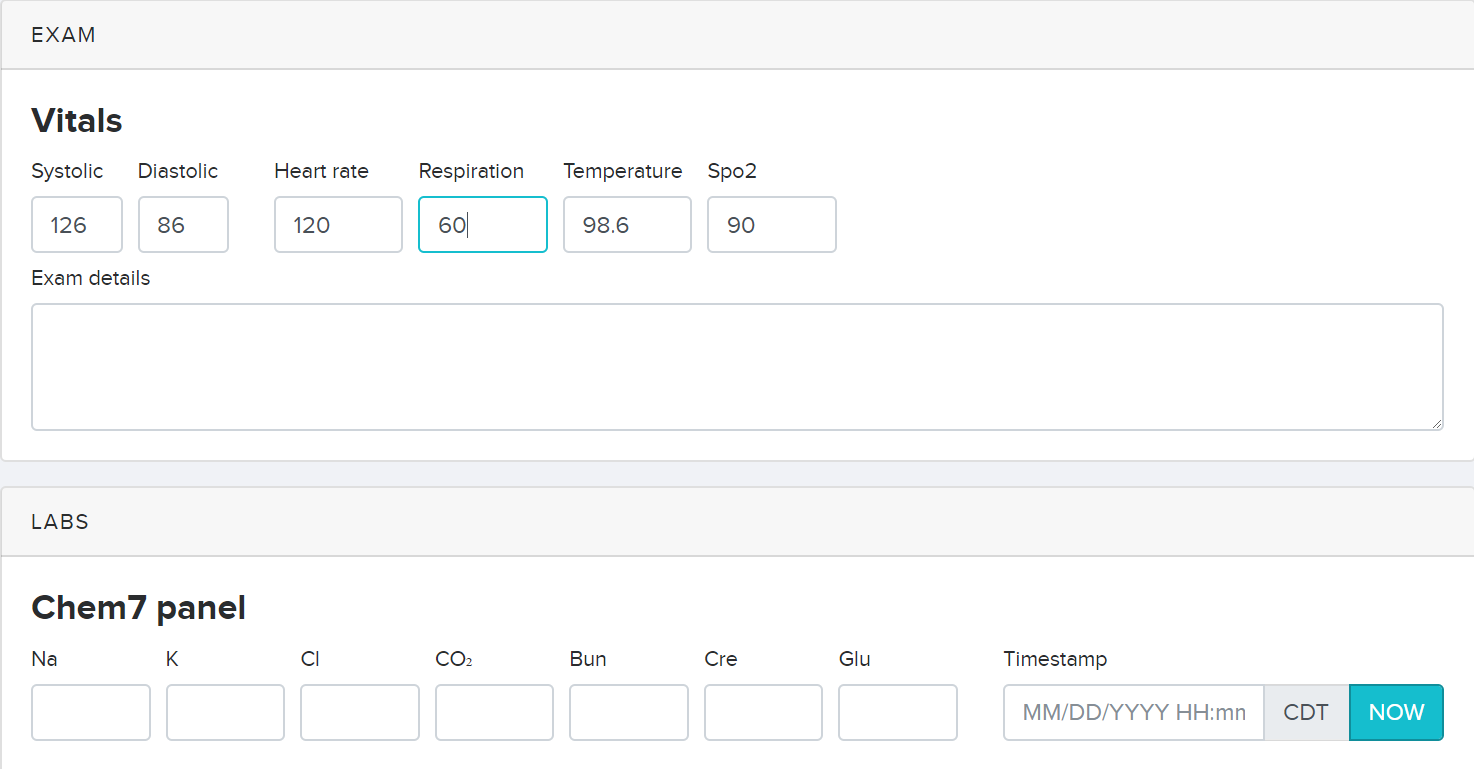 EXAM
Vitals
Systolic Diastolic Heart rate Respiration Temperature Spo2
126 86 120 60 98.6 90
Exam details
LABS
Chem7 panel
Na K Cl CO₂ Bun Cre Glu Timestamp
MM/DD/YYYY HH:mn CDT NOW